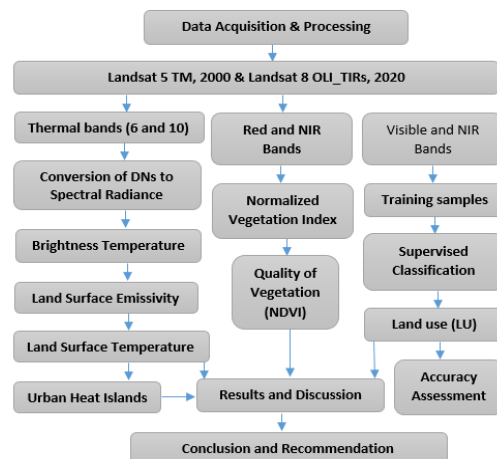 Data Acquisition & Processing
Landsat 5 TM, 2000 & Landsat 8 OLI_TIRs, 2020
Thermal bands (6 and 10)
Conversion of DNs to
Spectral Radiance
Brightness Temperature
Land Surface Emissivity
Land Surface Temperature
Urban Heat Islands
Red and NIR
Bands
Normalized
Vegetation Index
Quality of
Vegetation
(NDVI)
Visible and NIR
Bands
Training samples
Supervised
Classification
Land use (LU)
Accuracy
Assessment
Results and Discussion
Conclusion and Recommendation